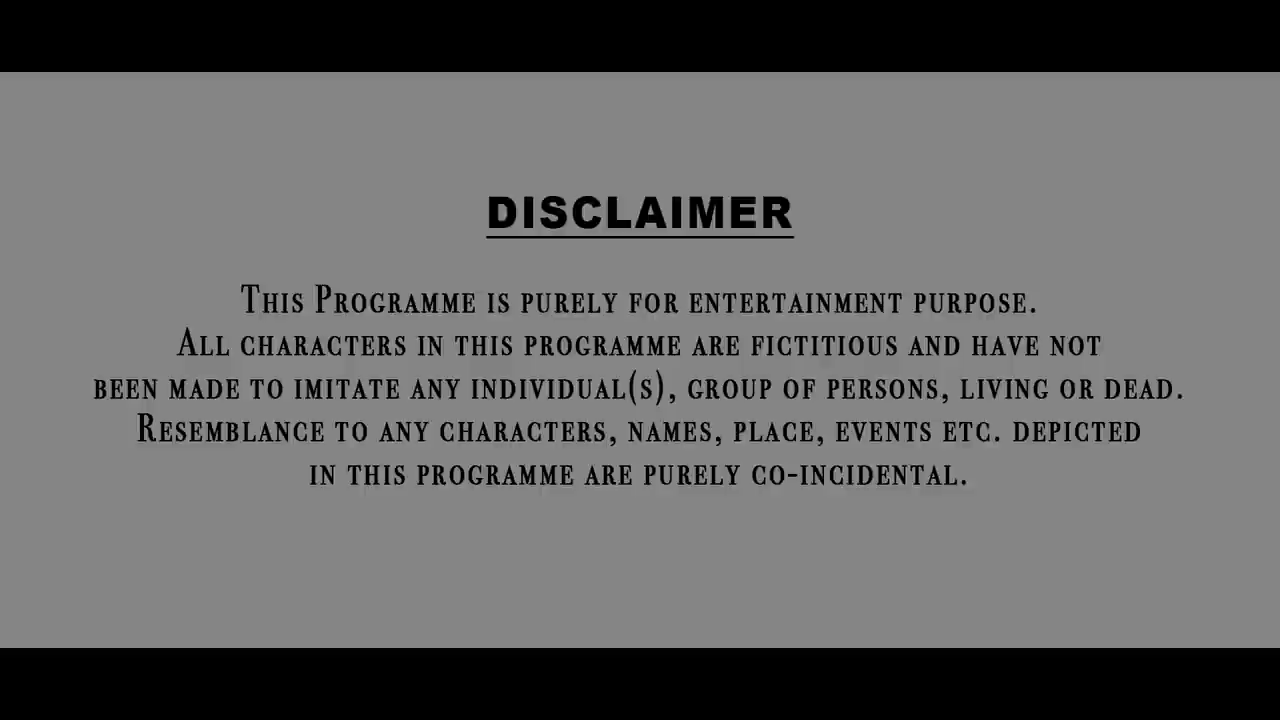 DISCLAIMER
This Programme is purely for entertainment purpose.
All characters in this programme are fictitious and have not
been made to imitate any individual(s), group of persons, living or dead.
Resemblance to any characters, names, place, events etc. depicted
in this programme are purely co-incidental.